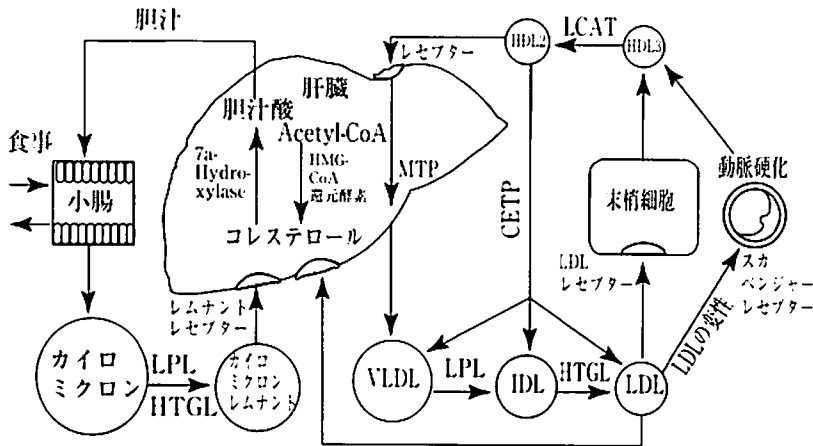 胆汁
レセプター
HDL2
LCAT
HDL3
肝臓
胆汁酸
Acetyl-CoA
7a-
Hydro-
xylase
HMG-
CoA
還元酵素
MTP
コレステロール
食事
小腸
CETP
末梢細胞
動脈硬化
LDL
レセプター
スカ
ベンジャー
レセプター
LDLの変性
レムナント
レセプター
カイロ
ミクロン
LPL
HTGL
カイロ
ミクロン
レムナント
VLDL
LPL
IDL
HTGL
LDL